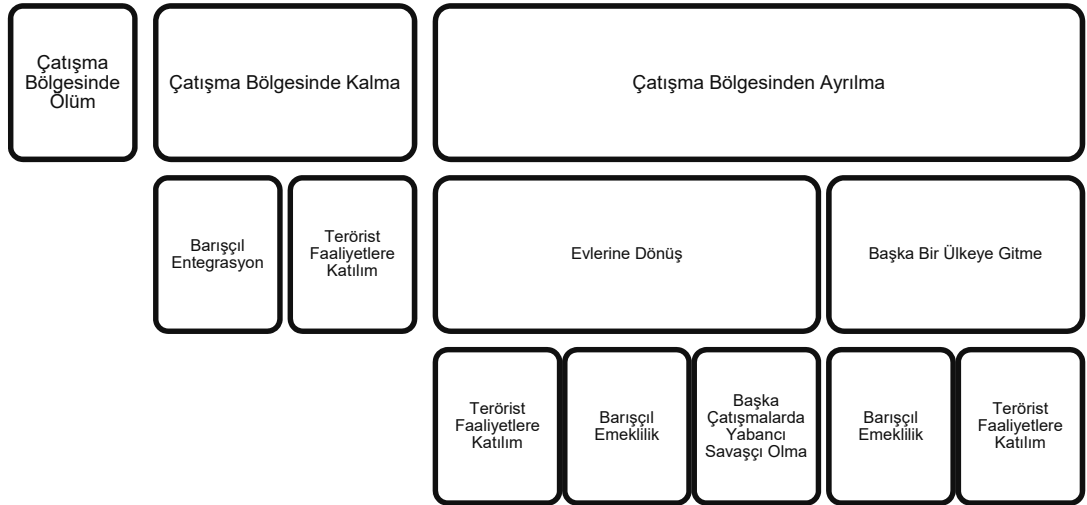 Çatışma
Bölgesinde
Ölüm
Çatışma Bölgesinde Kalma
Çatışma Bölgesinden Ayrılma
Barışçıl
Entegrasyon
Terörist
Faaliyetlere
Katılım
Evlerine Dönüş
Başka Bir Ülkeye Gitme
Terörist
Faaliyetlere
Katılım
Barışçıl
Emeklilik
Başka
Çatışmalarda
Yabancı
Savaşçı Olma
Barışçıl
Emeklilik
Terörist
Faaliyetlere
Katılım